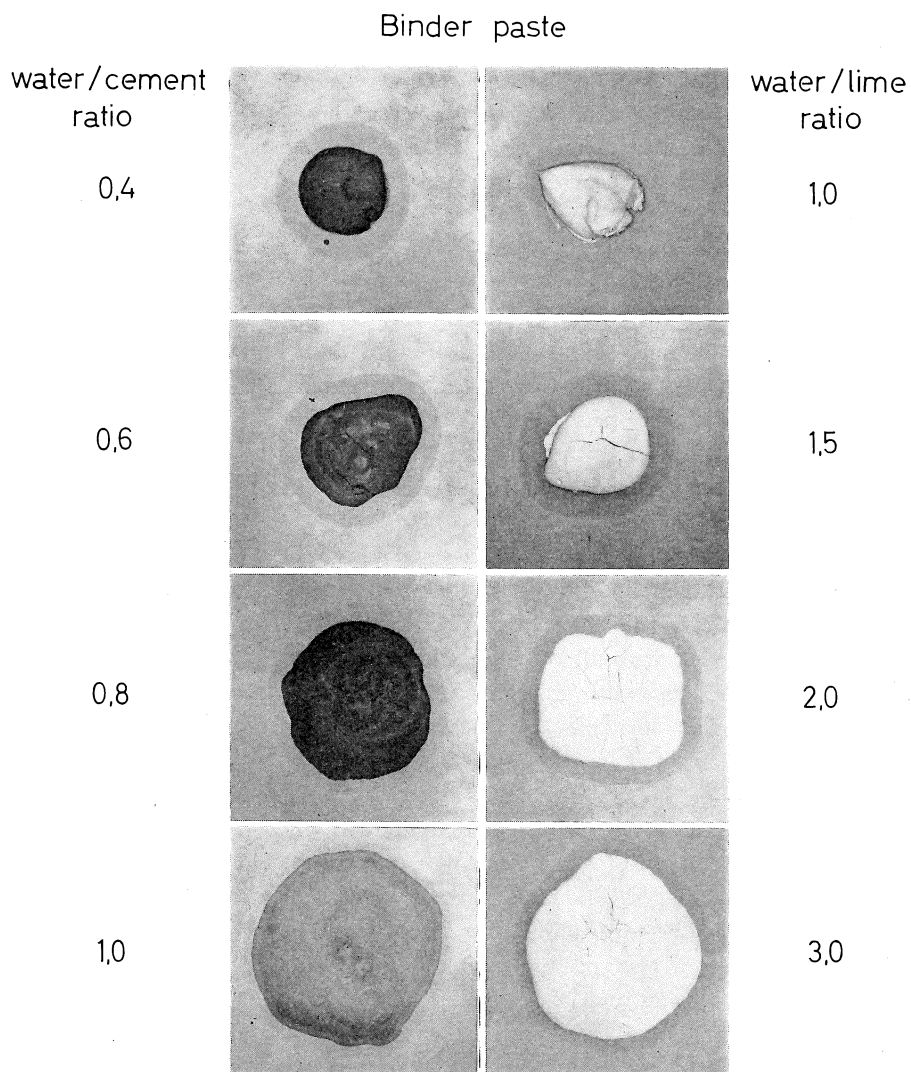 Binder paste
water/cement
ratio
water/lime
ratio
0,4
1,0
0,6
1,5
0,8
2,0
1,0
3,0